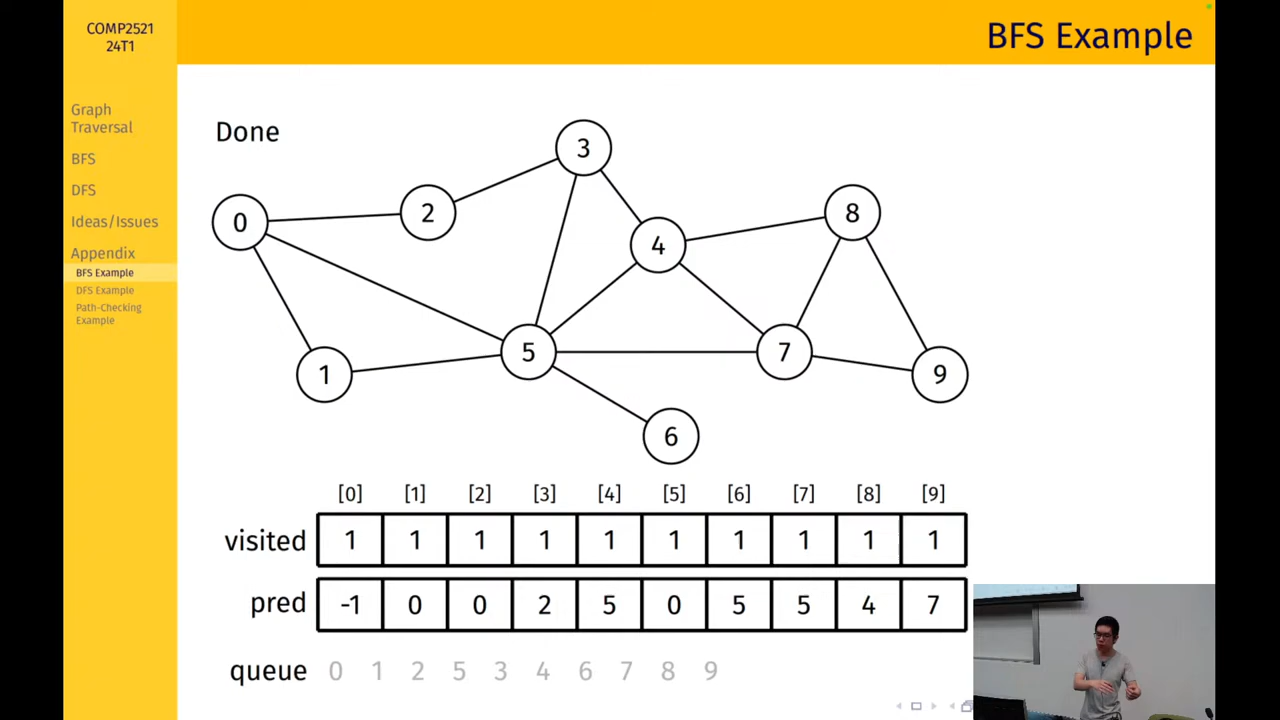 COMP2521
24T1
BFS Example
Graph
Traversal
BFS
DFS
Ideas/Issues
Appendix
BFS Example
DFS Example
Path-Checking
Example
Done
3
0
2
8
4
5
7
1
9
6
[0] [1] [2] [3] [4] [5] [6] [7] [8] [9]
visited 1 1 1 1 1 1 1 1 1 1
pred -1 0 0 2 5 0 5 5 4 7
queue 0 1 2 5 3 4 6 7 8 9